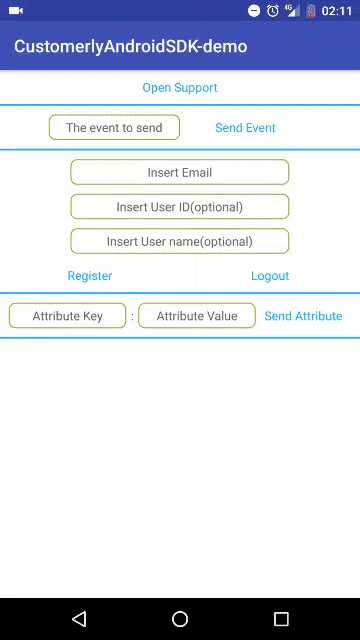 4G 02:11
CustomerlyAndroidSDK-demo
Open Support
The event to send Send Event
Insert Email
Insert User ID(optional)
Insert User name(optional)
Register Logout
Attribute Key : Attribute Value Send Attribute